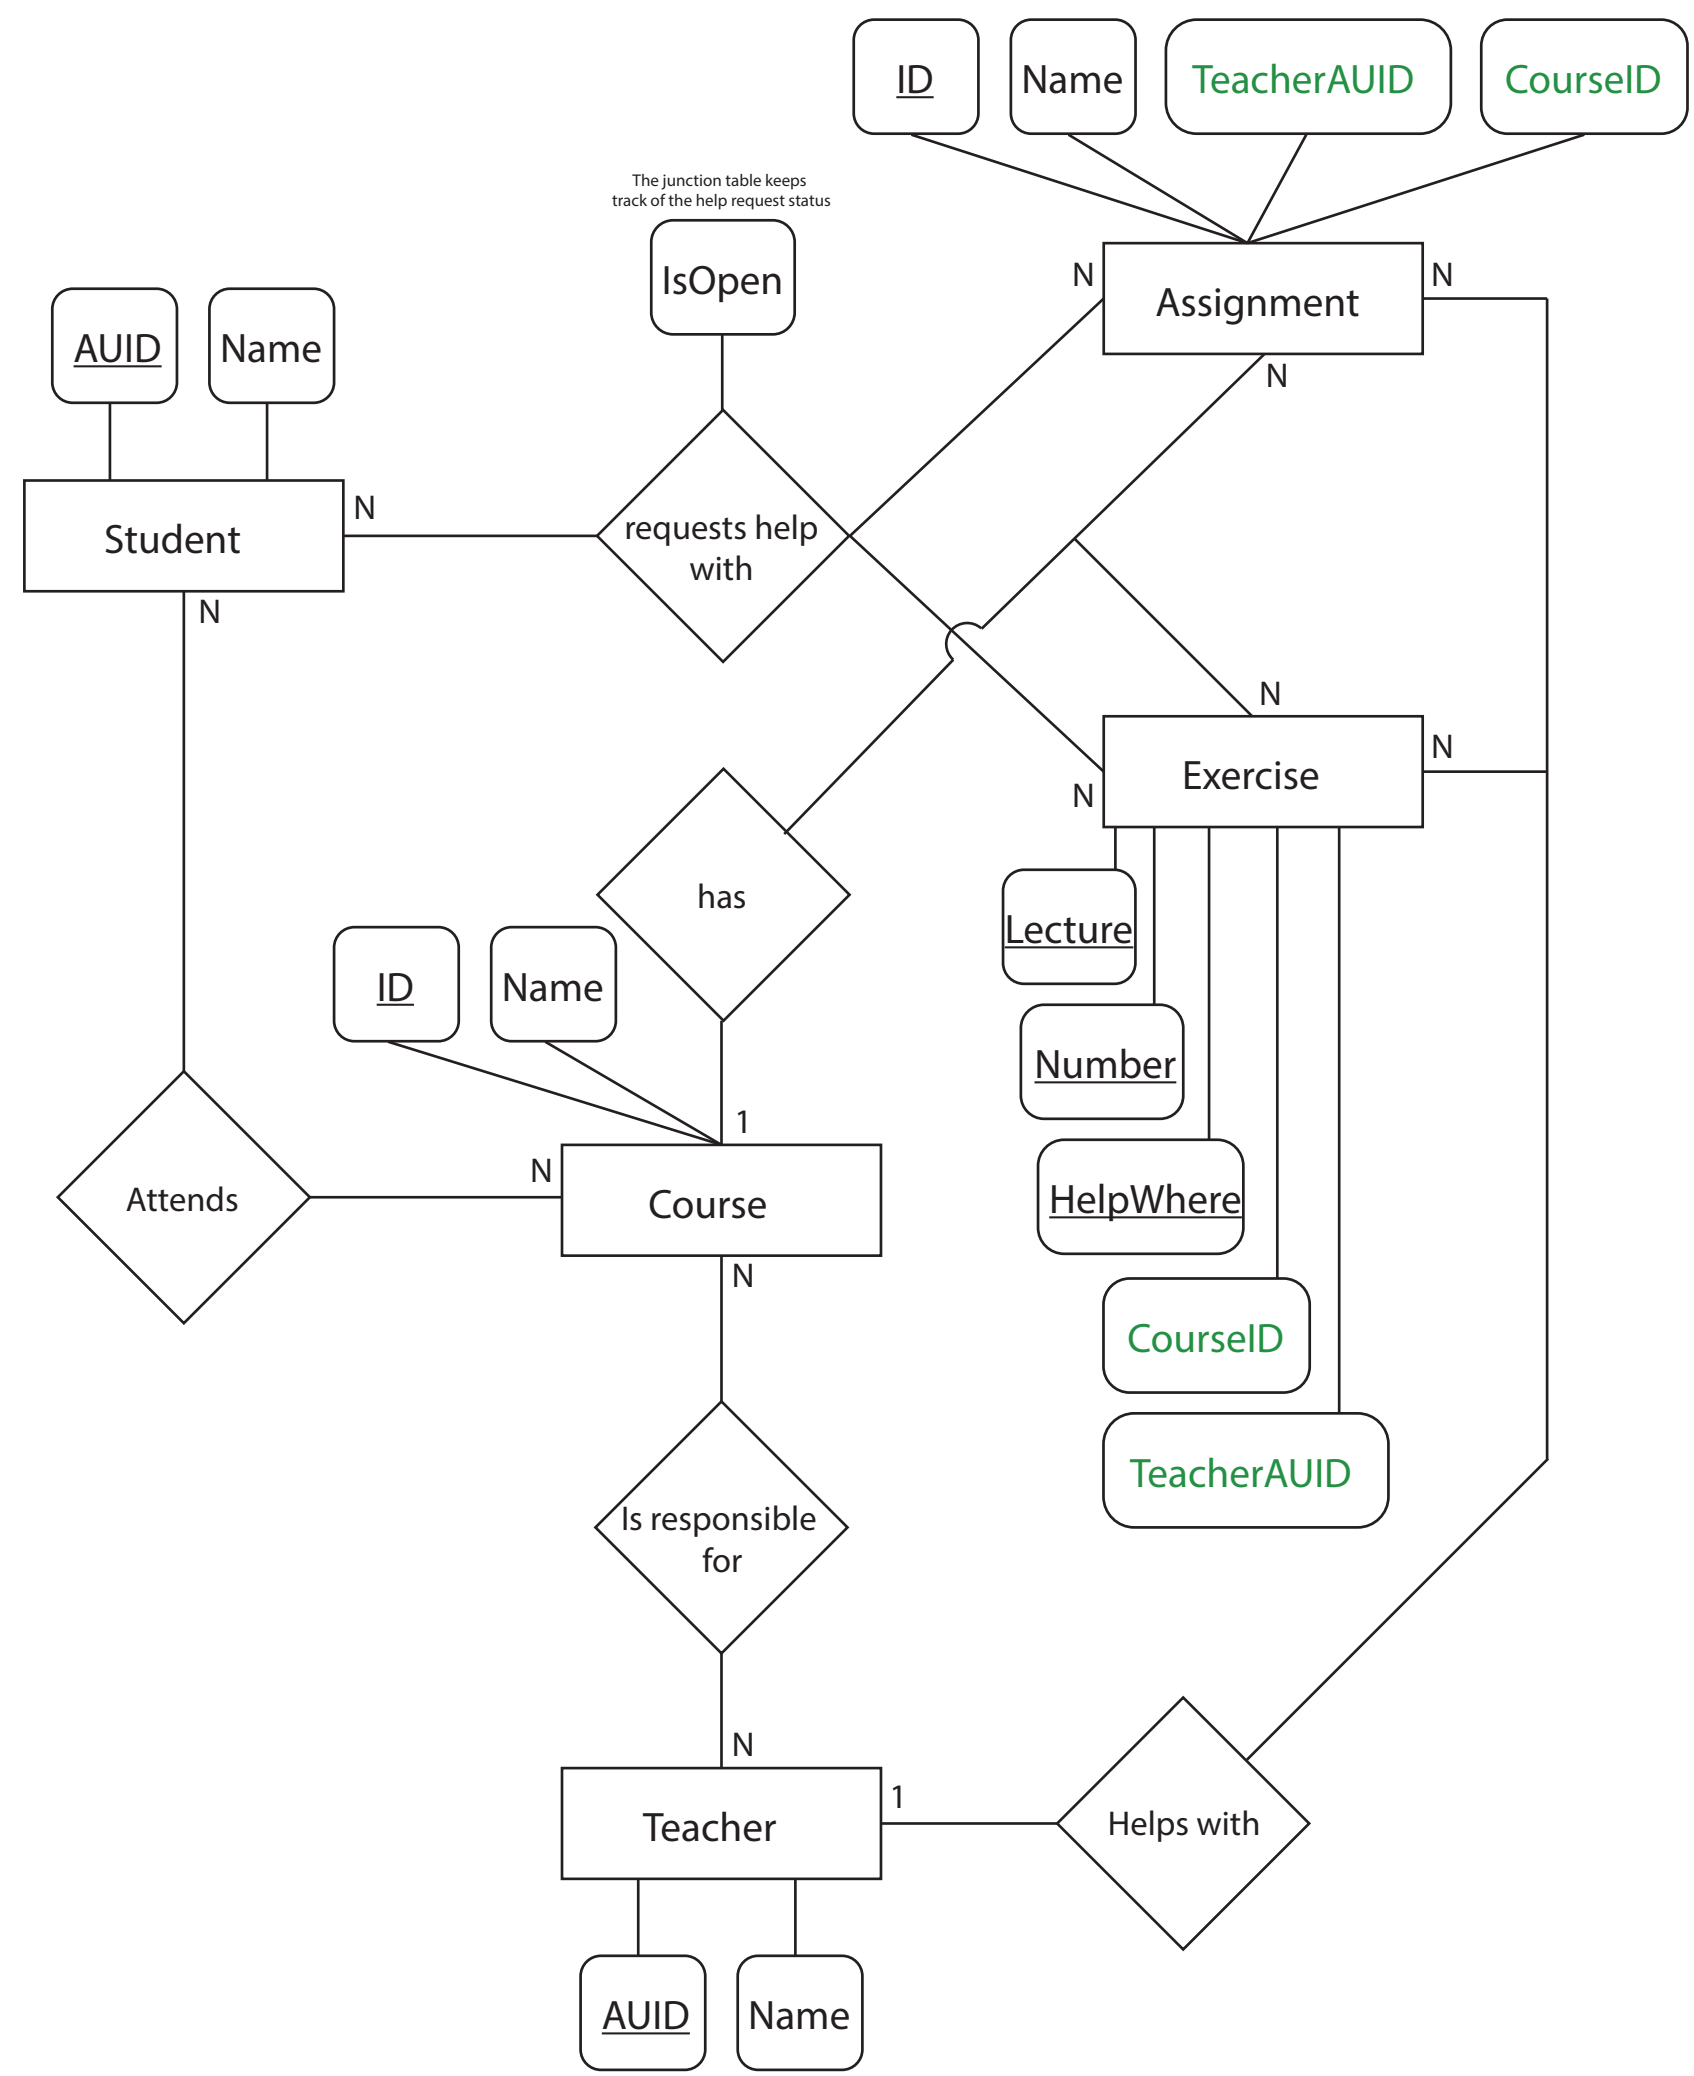 ID
Name
TeacherAUID
CourseID
The junction table keeps
track of the help request status
IsOpen
N
Assignment
N
N
AUID
Name
Student
N
N
requests help
with
N
Exercise
N
N
has
Lecture
ID
Name
Number
1
N
Course
N
Attends
HelpWhere
CourseID
TeacherAUID
Is responsible
for
N
Teacher
1
Helps with
AUID
Name